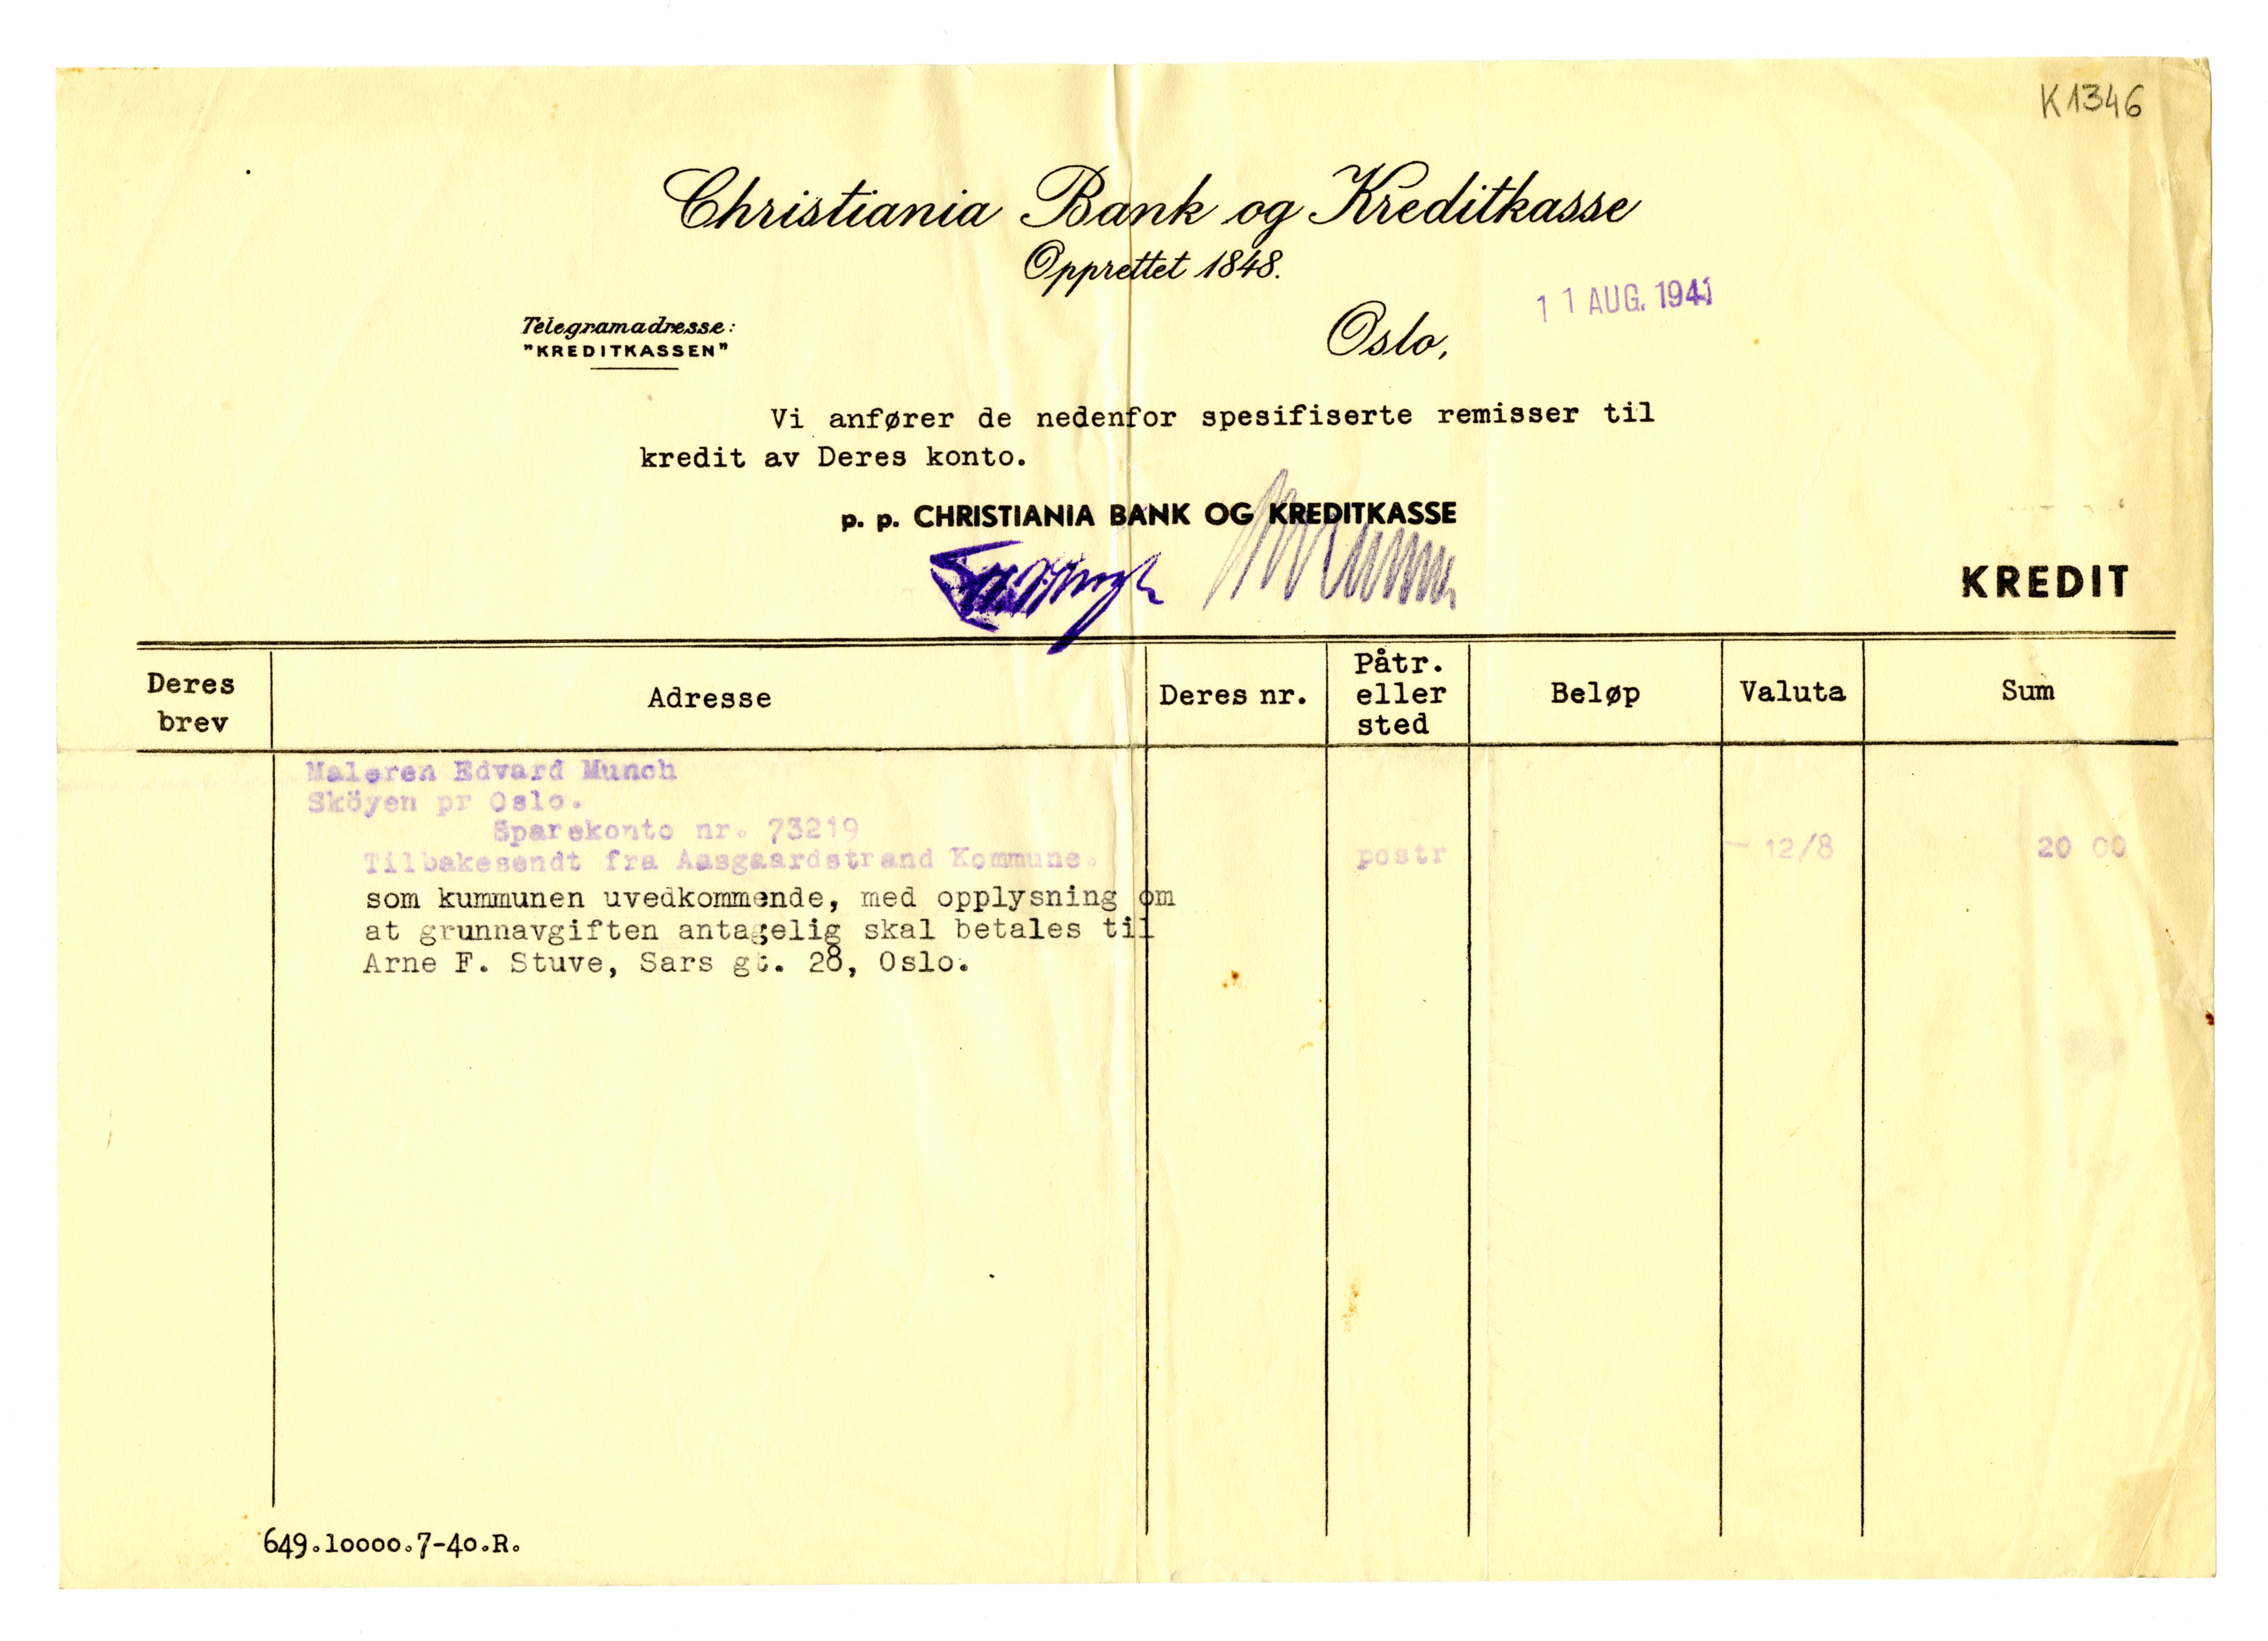 K1346
Christiania Bank og Kreditkasse
Opprettet 1848.
11 AUG. 1941
Telegramadresse:
"KREDITKASSEN"
Oslo,
Vi anfører de nedenfor spesifiserte remisser til
kredit av Deres konto.
p. p. CHRISTIANIA BANK OG KREDITKASSE
KREDIT
Deres brev
Adresse
Deres nr.
Påtr. eller sted
Beløp
Valuta
Sum
Maleren Edvard Munch
Sköyen pr Oslo.
Sparekonto nr. 73219
Tilbakesendt fra Aasgaardstrand Kommune. postr - 12/8 20 00
som kummunen uvedkommende, med opplysning om
at grunnavgiften antagelig skal betales til
Arne F. Stuve, Sars gt. 28, Oslo.
649.10000.7-40.R.